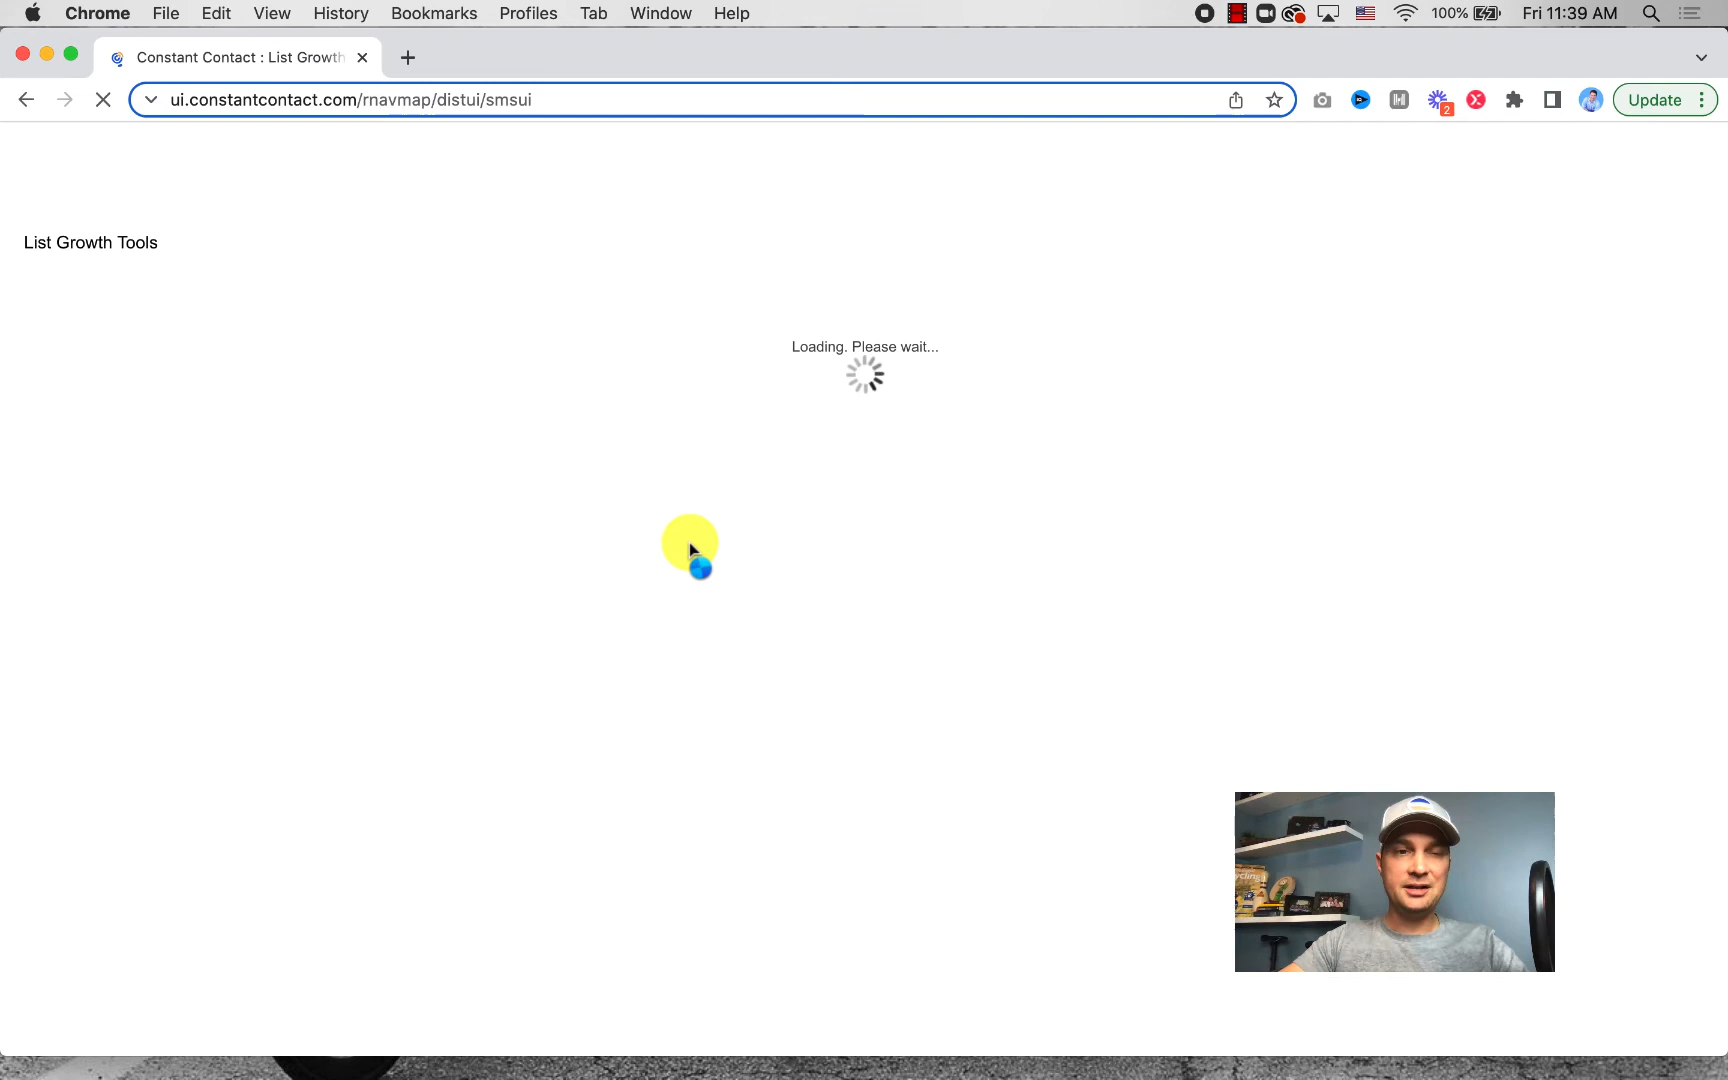 Chrome File Edit View History Bookmarks Profiles Tab Window Help 100% Fri 11:39 AM
Constant Contact : List Growth
ui.constantcontact.com/rnavmap/distui/smsui 2 Update
List Growth Tools
Loading. Please wait...